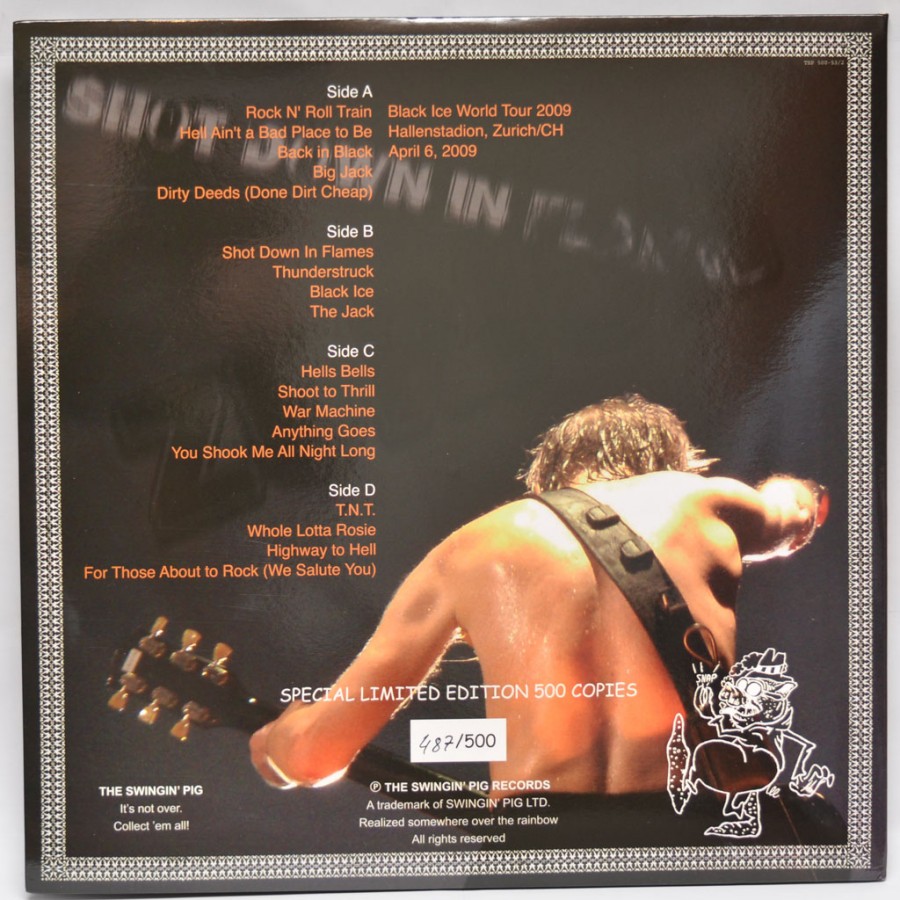 SHOT DOWN IN FLAMES
Side A
Rock N' Roll Train
Hell Ain't a Bad Place to Be
Back in Black
Big Jack
Dirty Deeds (Done Dirt Cheap)
Black Ice World Tour 2009
Hallenstadion, Zurich/CH
April 6, 2009
Side B
Shot Down In Flames
Thunderstruck
Black Ice
The Jack
Side C
Hells Bells
Shoot to Thrill
War Machine
Anything Goes
You Shook Me All Night Long
Side D
T.N.T.
Whole Lotta Rosie
Highway to Hell
For Those About to Rock (We Salute You)
SNAP
SPECIAL LIMITED EDITION 500 COPIES
487/500
THE SWINGIN' PIG
It's not over.
Collect 'em all!
℗ THE SWINGIN' PIG RECORDS
A trademark of SWINGIN' PIG LTD.
Realized somewhere over the rainbow
All rights reserved